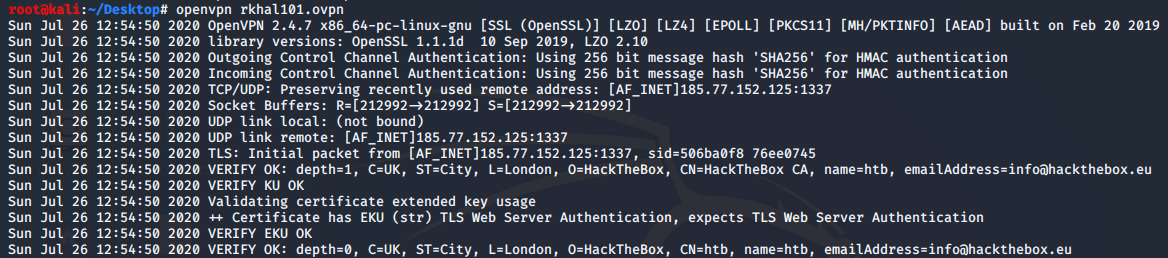 root@kali:~/Desktop# openvpn rkhal101.ovpn
Sun Jul 26 12:54:50 2020 OpenVPN 2.4.7 x86_64-pc-linux-gnu [SSL (OpenSSL)] [LZO] [LZ4] [EPOLL] [PKCS11] [MH/PKTINFO] [AEAD] built on Feb 20 2019
Sun Jul 26 12:54:50 2020 library versions: OpenSSL 1.1.1d  10 Sep 2019, LZO 2.10
Sun Jul 26 12:54:50 2020 Outgoing Control Channel Authentication: Using 256 bit message hash 'SHA256' for HMAC authentication
Sun Jul 26 12:54:50 2020 Incoming Control Channel Authentication: Using 256 bit message hash 'SHA256' for HMAC authentication
Sun Jul 26 12:54:50 2020 TCP/UDP: Preserving recently used remote address: [AF_INET]185.77.152.125:1337
Sun Jul 26 12:54:50 2020 Socket Buffers: R=[212992→212992] S=[212992→212992]
Sun Jul 26 12:54:50 2020 UDP link local: (not bound)
Sun Jul 26 12:54:50 2020 UDP link remote: [AF_INET]185.77.152.125:1337
Sun Jul 26 12:54:50 2020 TLS: Initial packet from [AF_INET]185.77.152.125:1337, sid=506ba0f8 76ee0745
Sun Jul 26 12:54:50 2020 VERIFY OK: depth=1, C=UK, ST=City, L=London, O=HackTheBox, CN=HackTheBox CA, name=htb, emailAddress=info@hackthebox.eu
Sun Jul 26 12:54:50 2020 VERIFY KU OK
Sun Jul 26 12:54:50 2020 Validating certificate extended key usage
Sun Jul 26 12:54:50 2020 ++ Certificate has EKU (str) TLS Web Server Authentication, expects TLS Web Server Authentication
Sun Jul 26 12:54:50 2020 VERIFY EKU OK
Sun Jul 26 12:54:50 2020 VERIFY OK: depth=0, C=UK, ST=City, L=London, O=HackTheBox, CN=htb, name=htb, emailAddress=info@hackthebox.eu